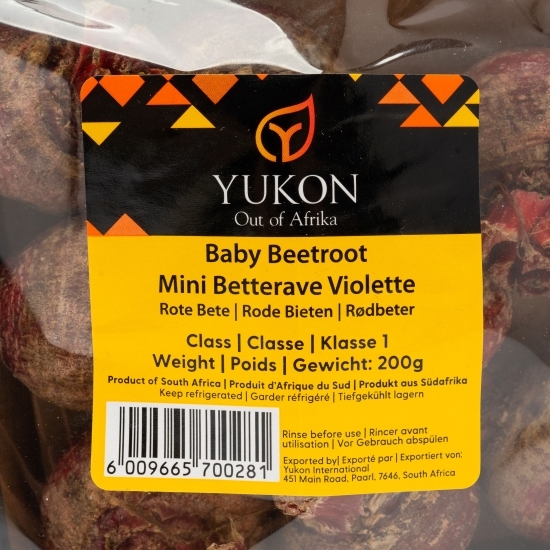 YUKON
Out of Afrika
Baby Beetroot
Mini Betterave Violette
Rote Bete | Rode Bieten | Rødbeter
Class | Classe | Klasse 1
Weight | Poids | Gewicht: 200g
Product of South Africa | Produit d'Afrique du Sud | Produkt aus Südafrika
Keep refrigerated | Garder réfrigéré | Tiefgekühlt lagern
Rinse before use | Rincer avant
utilisation | Vor Gebrauch abspülen
Exported by| Exporté par | Exportiert von:
Yukon International
451 Main Road, Paarl, 7646, South Africa
6 009665 700281